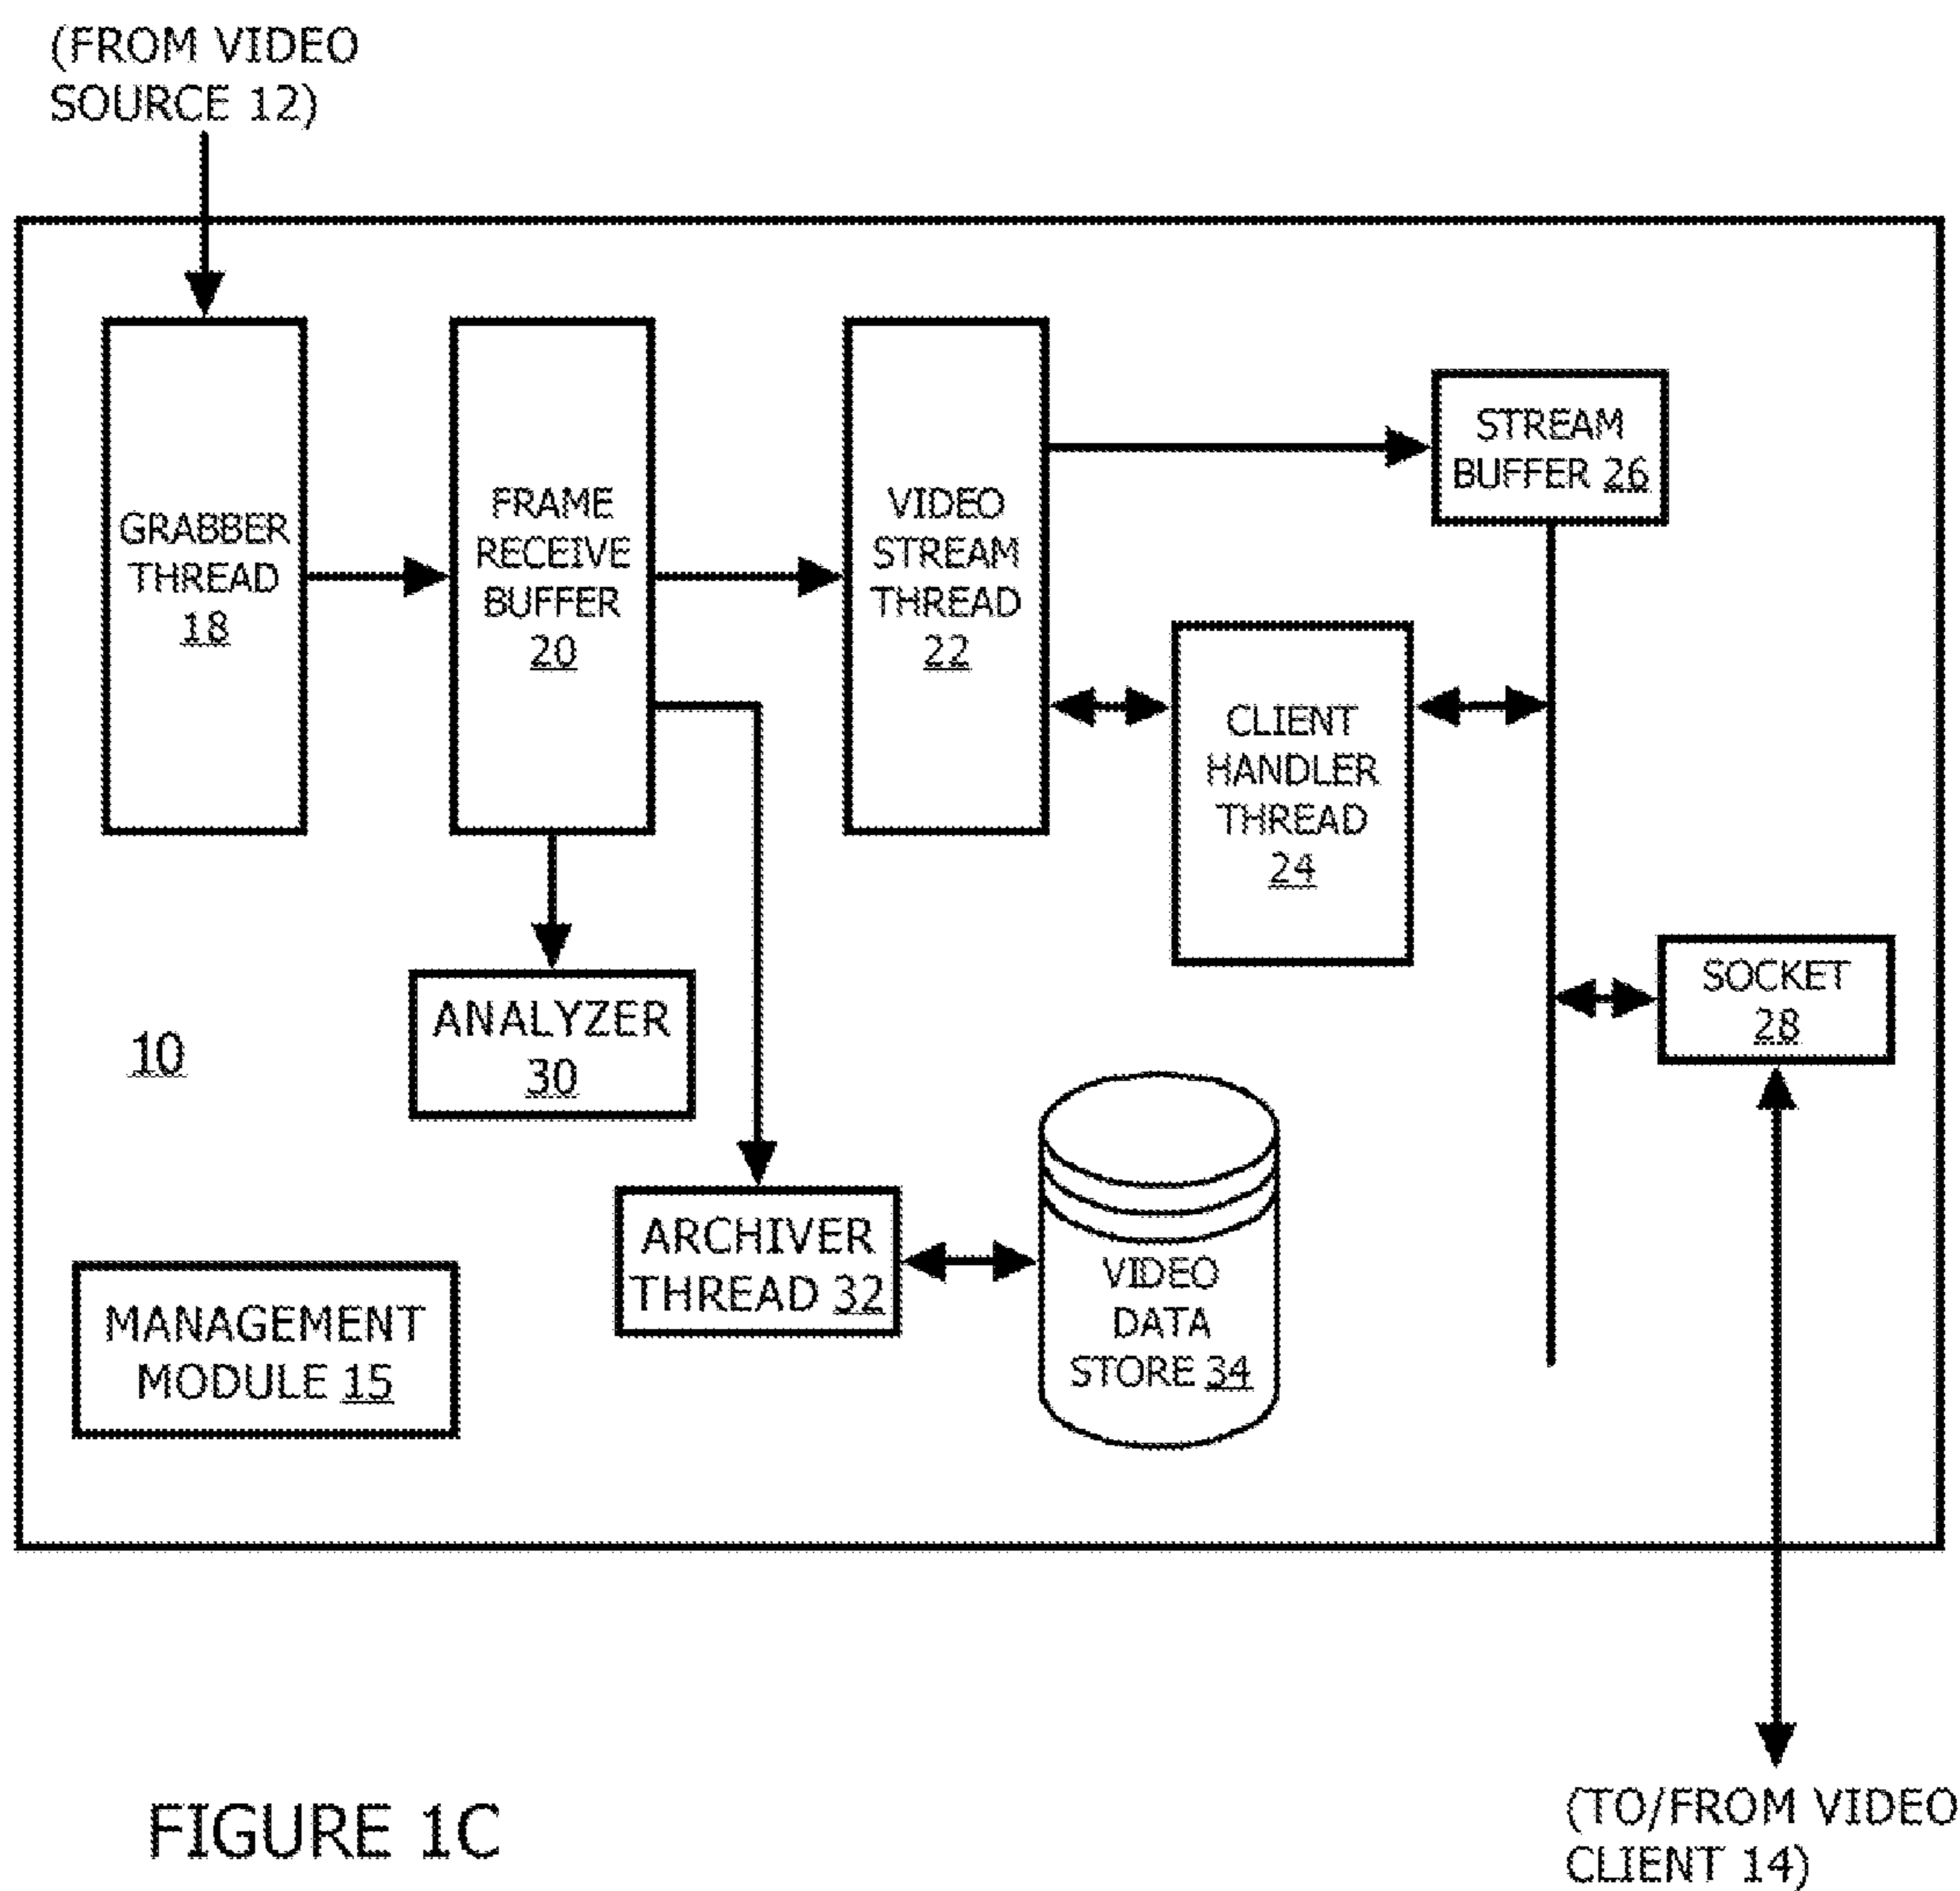 (FROM VIDEO
SOURCE 12)
GRABBER
THREAD
18
FRAME
RECEIVE
BUFFER
20
VIDEO
STREAM
THREAD
22
STREAM
BUFFER 26
CLIENT
HANDLER
THREAD
24
SOCKET
28
ANALYZER
30
10
ARCHIVER
THREAD 32
VIDEO
DATA
STORE 34
MANAGEMENT
MODULE 15
(TO/FROM VIDEO
CLIENT 14)
FIGURE 1C